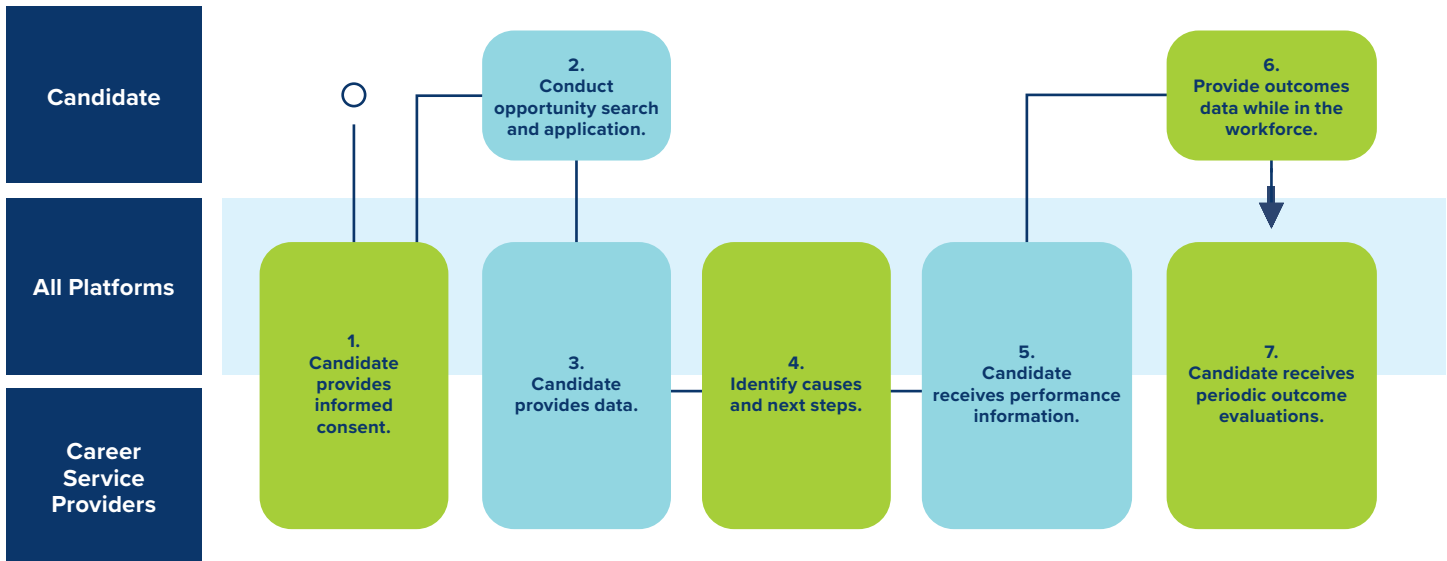 Candidate
All Platforms
Career
Service
Providers
1.
Candidate
provides
informed
consent.
2.
Conduct
opportunity search
and application.
3.
Candidate
provides data.
4.
Identify causes
and next steps.
5.
Candidate
receives performance
information.
6.
Provide outcomes
data while in the
workforce.
7.
Candidate receives
periodic outcome
evaluations.